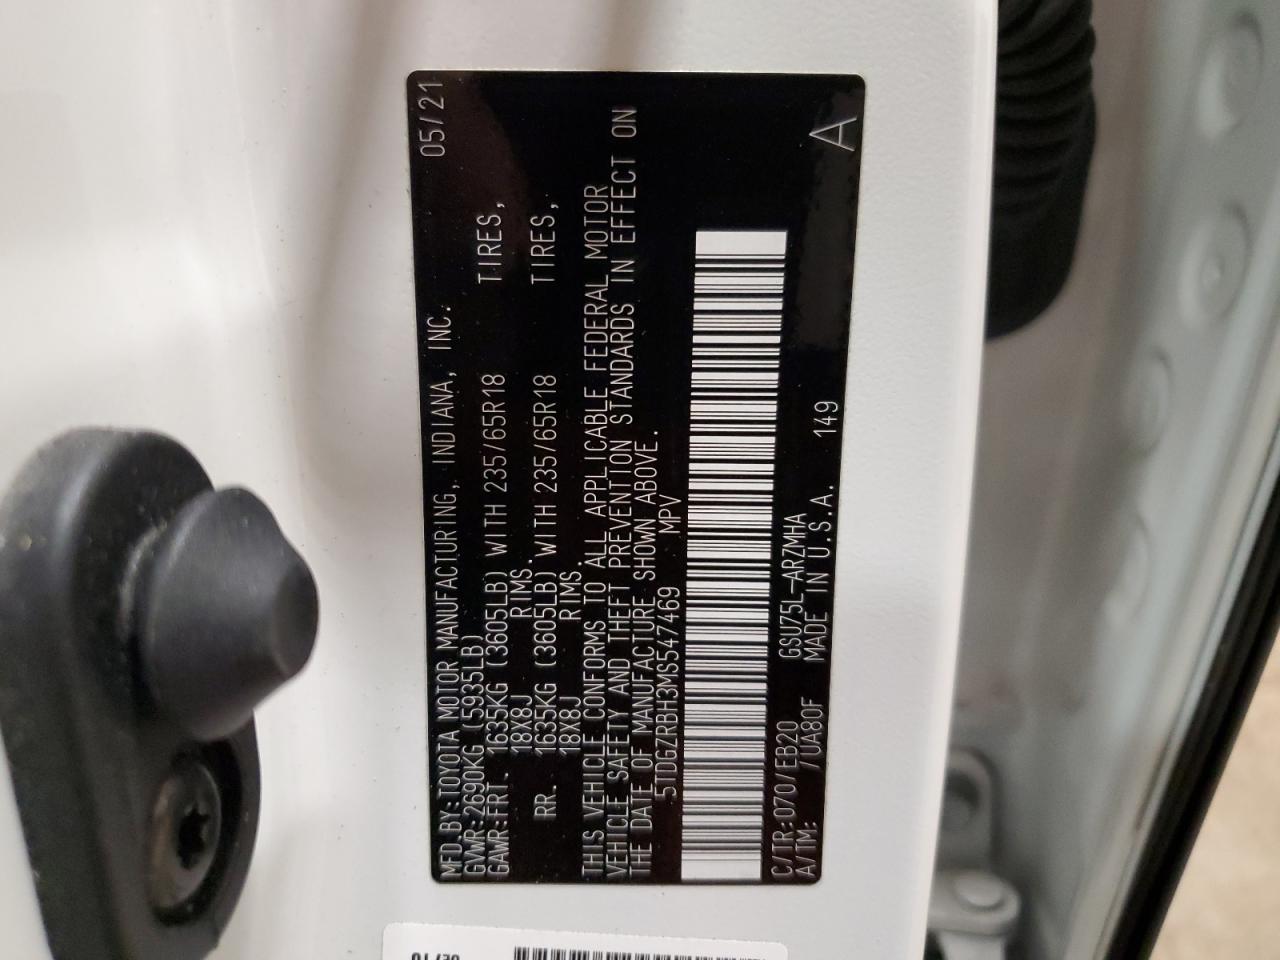 MFD.BY:TOYOTA MOTOR MANUFACTURING, INDIANA, INC. 05/21
GVWR:2690KG (5935LB)
GAWR:FRT. 1635KG (3605LB) WITH 235/65R18 TIRES,
18X8J RIMS.
RR. 1635KG (3605LB) WITH 235/65R18 TIRES,
18X8J RIMS.
THIS VEHICLE CONFORMS TO ALL APPLICABLE FEDERAL MOTOR
VEHICLE SAFETY AND THEFT PREVENTION STANDARDS IN EFFECT ON
THE DATE OF MANUFACTURE SHOWN ABOVE.
5TDGZRBH3MS547469 MPV
C/TR:070/EB20 GSU75L-ARZMHA
A/TM: /UA80F MADE IN U.S.A. 149 A